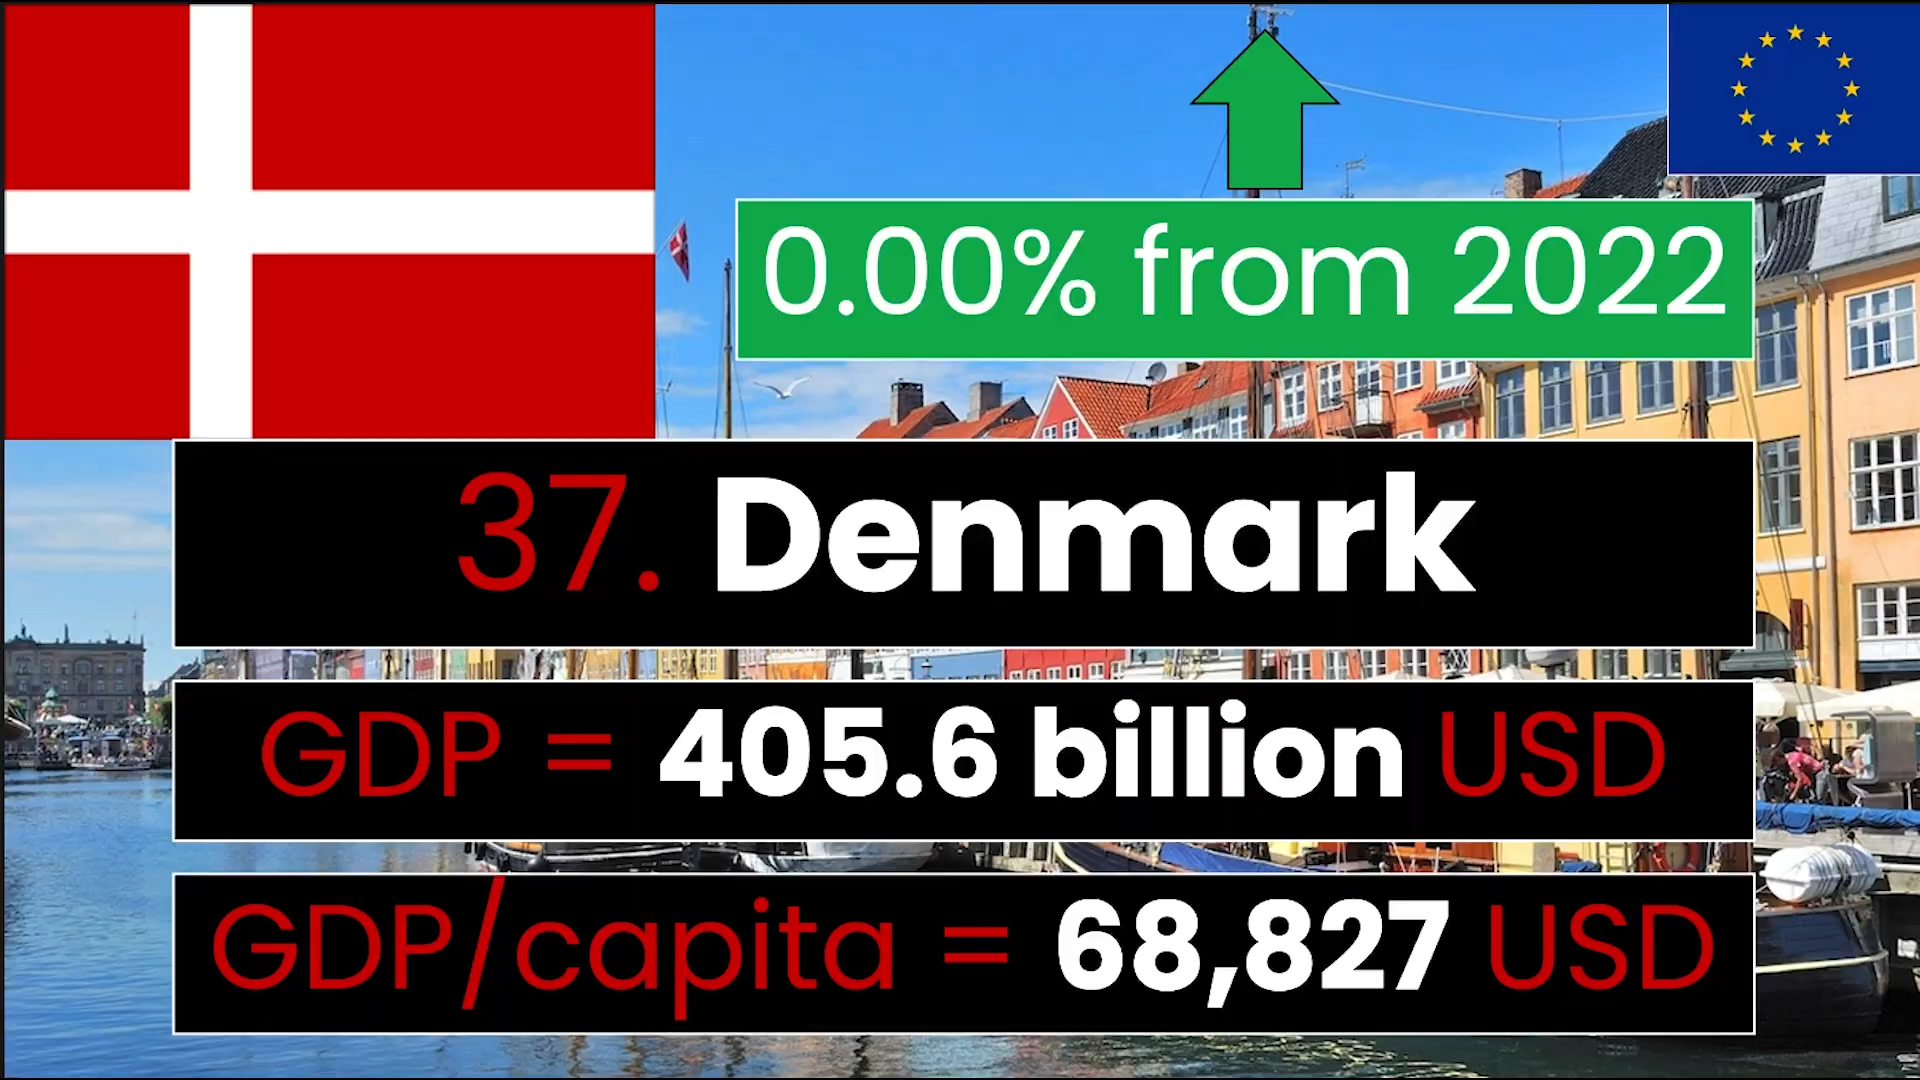 0.00% from 2022
37. Denmark
GDP = 405.6 billion USD
GDP/capita = 68,827 USD